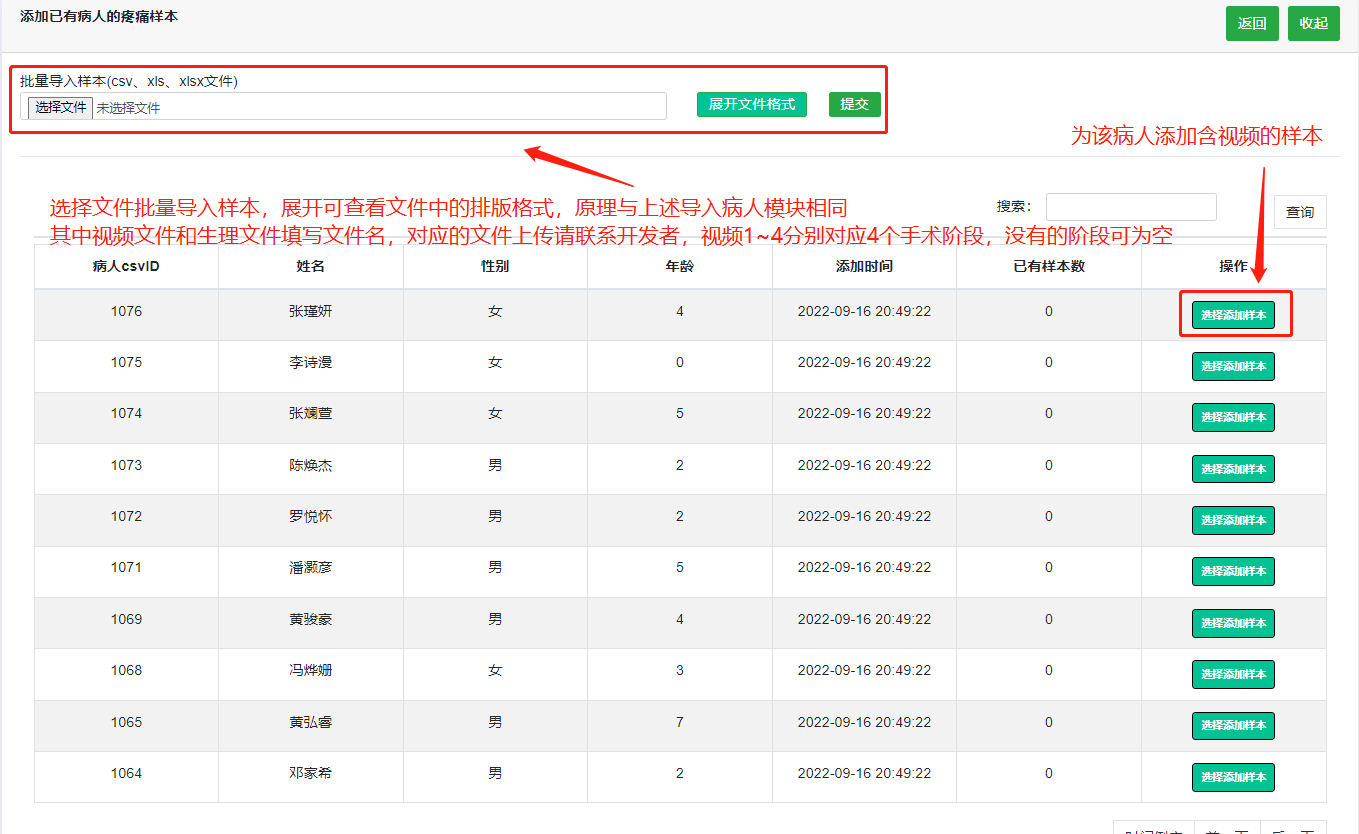 添加已有病人的疼痛样本
返回 收起
批量导入样本(csv、xls、xlsx文件)
选择文件 未选择文件 展开文件格式 提交
为该病人添加含视频的样本
选择文件批量导入样本，展开可查看文件中的排版格式，原理与上述导入病人模块相同
搜索： 查询
其中视频文件和生理文件填写文件名，对应的文件上传请联系开发者，视频1~4分别对应4个手术阶段，没有的阶段可为空
病人csvID 姓名 性别 年龄 添加时间 已有样本数 操作
1076 张瑾妍 女 4 2022-09-16 20:49:22 0 选择添加样本
1075 李诗漫 女 0 2022-09-16 20:49:22 0 选择添加样本
1074 张斓萱 女 5 2022-09-16 20:49:22 0 选择添加样本
1073 陈焕杰 男 2 2022-09-16 20:49:22 0 选择添加样本
1072 罗悦怀 男 2 2022-09-16 20:49:22 0 选择添加样本
1071 潘灏彦 男 5 2022-09-16 20:49:22 0 选择添加样本
1069 黄骏豪 男 4 2022-09-16 20:49:22 0 选择添加样本
1068 冯烨姗 女 3 2022-09-16 20:49:22 0 选择添加样本
1065 黄弘睿 男 7 2022-09-16 20:49:22 0 选择添加样本
1064 邓家希 男 2 2022-09-16 20:49:22 0 选择添加样本